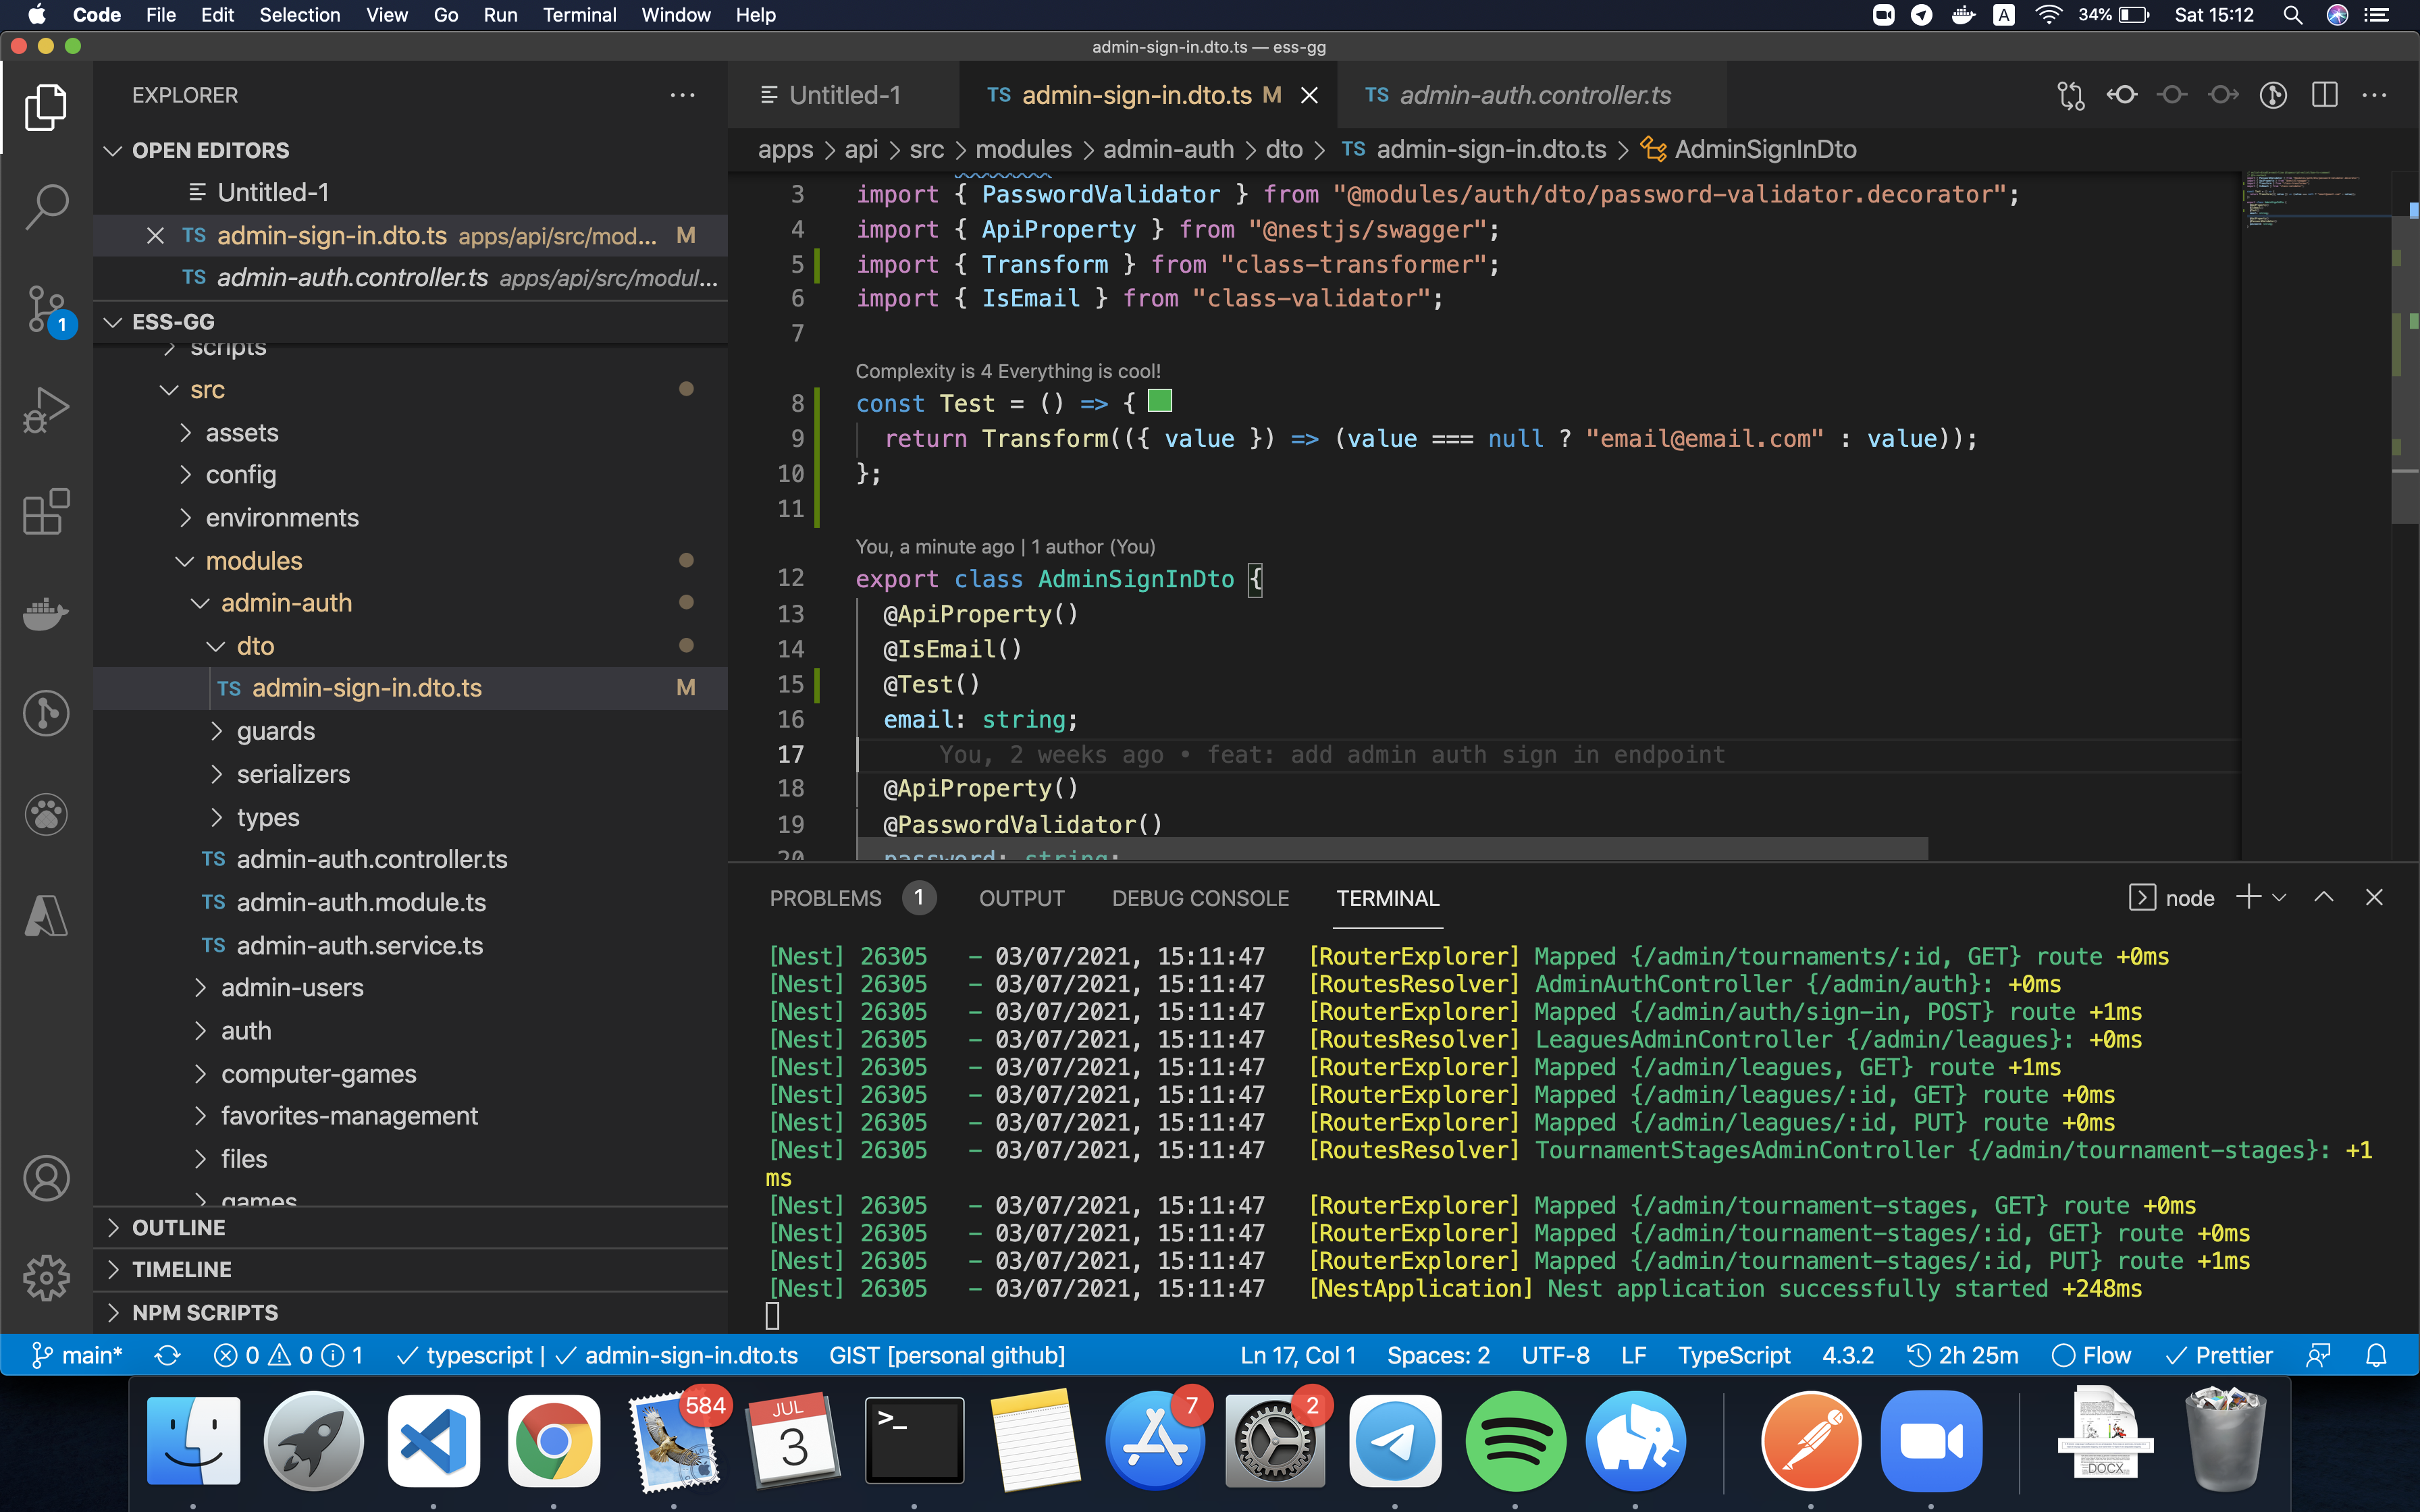 Code File Edit Selection View Go Run Terminal Window Help
A 34% Sat 15:12
admin-sign-in.dto.ts — ess-gg
EXPLORER
OPEN EDITORS
Untitled-1
TS admin-sign-in.dto.ts apps/api/src/mod... M
TS admin-auth.controller.ts apps/api/src/modul...
1
ESS-GG
scripts
src
assets
config
environments
modules
admin-auth
dto
TS admin-sign-in.dto.ts M
guards
serializers
types
TS admin-auth.controller.ts
TS admin-auth.module.ts
TS admin-auth.service.ts
admin-users
auth
computer-games
favorites-management
files
games
OUTLINE
TIMELINE
NPM SCRIPTS
Untitled-1 TS admin-sign-in.dto.ts M TS admin-auth.controller.ts
apps > api > src > modules > admin-auth > dto > TS admin-sign-in.dto.ts > AdminSignInDto
3 import { PasswordValidator } from "@modules/auth/dto/password-validator.decorator";
4 import { ApiProperty } from "@nestjs/swagger";
5 import { Transform } from "class-transformer";
6 import { IsEmail } from "class-validator";
7
Complexity is 4 Everything is cool!
8 const Test = () => {
9 return Transform(({ value }) => (value === null ? "email@email.com" : value));
10 };
11
You, a minute ago | 1 author (You)
12 export class AdminSignInDto {
13 @ApiProperty()
14 @IsEmail()
15 @Test()
16 email: string;
17 You, 2 weeks ago • feat: add admin auth sign in endpoint
18 @ApiProperty()
19 @PasswordValidator()
20 password: string;
PROBLEMS 1 OUTPUT DEBUG CONSOLE TERMINAL node
[Nest] 26305 - 03/07/2021, 15:11:47 [RouterExplorer] Mapped {/admin/tournaments/:id, GET} route +0ms
[Nest] 26305 - 03/07/2021, 15:11:47 [RoutesResolver] AdminAuthController {/admin/auth}: +0ms
[Nest] 26305 - 03/07/2021, 15:11:47 [RouterExplorer] Mapped {/admin/auth/sign-in, POST} route +1ms
[Nest] 26305 - 03/07/2021, 15:11:47 [RoutesResolver] LeaguesAdminController {/admin/leagues}: +0ms
[Nest] 26305 - 03/07/2021, 15:11:47 [RouterExplorer] Mapped {/admin/leagues, GET} route +1ms
[Nest] 26305 - 03/07/2021, 15:11:47 [RouterExplorer] Mapped {/admin/leagues/:id, GET} route +0ms
[Nest] 26305 - 03/07/2021, 15:11:47 [RouterExplorer] Mapped {/admin/leagues/:id, PUT} route +0ms
[Nest] 26305 - 03/07/2021, 15:11:47 [RoutesResolver] TournamentStagesAdminController {/admin/tournament-stages}: +1
ms
[Nest] 26305 - 03/07/2021, 15:11:47 [RouterExplorer] Mapped {/admin/tournament-stages, GET} route +0ms
[Nest] 26305 - 03/07/2021, 15:11:47 [RouterExplorer] Mapped {/admin/tournament-stages/:id, GET} route +0ms
[Nest] 26305 - 03/07/2021, 15:11:47 [RouterExplorer] Mapped {/admin/tournament-stages/:id, PUT} route +1ms
[Nest] 26305 - 03/07/2021, 15:11:47 [NestApplication] Nest application successfully started +248ms
main* 0 0 1 typescript | admin-sign-in.dto.ts GIST [personal github] Ln 17, Col 1 Spaces: 2 UTF-8 LF TypeScript 4.3.2 2h 25m Flow Prettier
584 JUL 3 >_ 7 2 DOCX